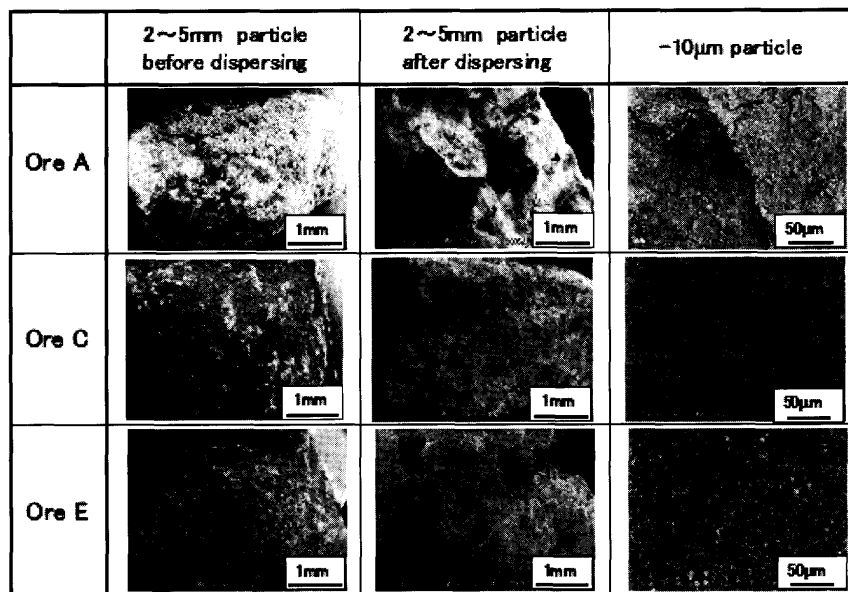 2～5mm particle
before dispersing
2～5mm particle
after dispersing
-10μm particle
Ore A
1mm
1mm
50μm
Ore C
1mm
1mm
50μm
Ore E
1mm
1mm
50μm